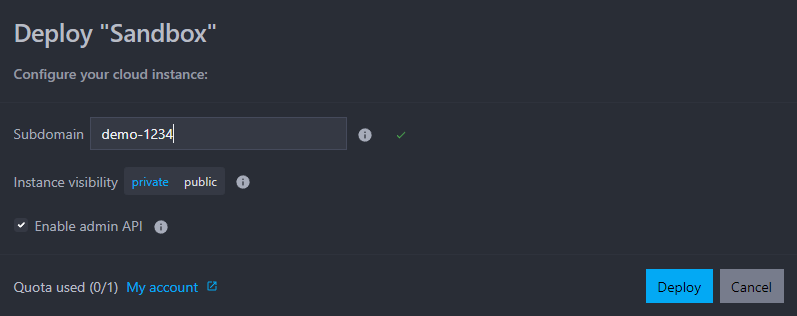 Deploy "Sandbox"
Configure your cloud instance:
Subdomain demo-1234
Instance visibility private public
Enable admin API
Quota used (0/1) My account Deploy Cancel